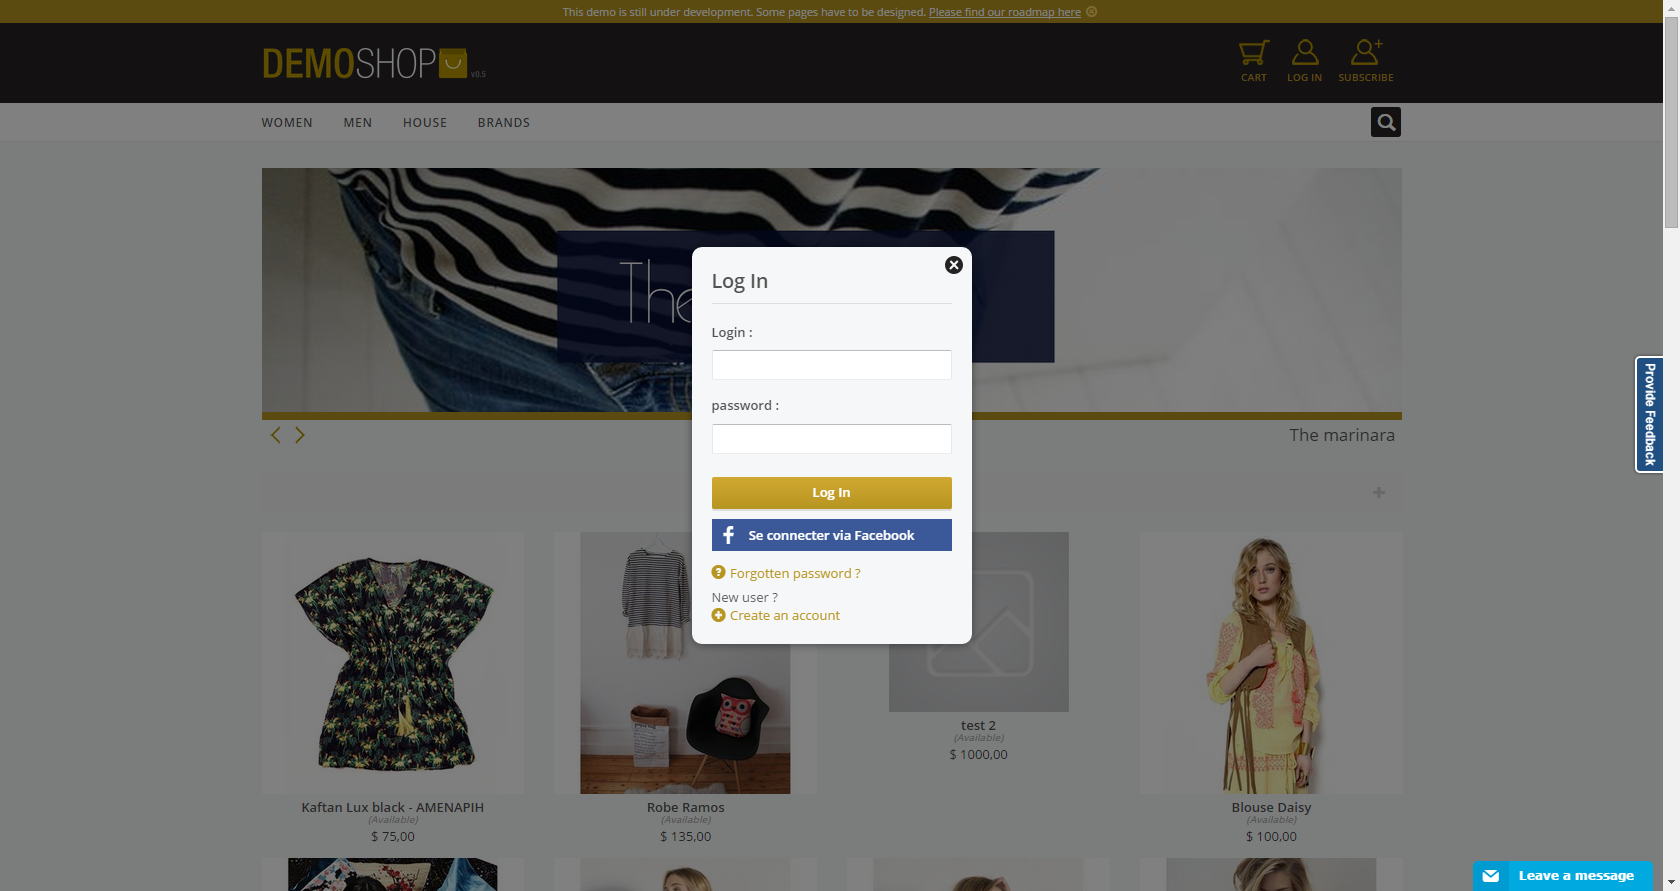 This demo is still under development. Some pages have to be designed. Please find our roadmap here
DEMOSHOP v0.5
CART
LOG IN
SUBSCRIBE
WOMEN
MEN
HOUSE
BRANDS
The
Log In
Login :
password :
Log In
Se connecter via Facebook
Forgotten password ?
New user ?
Create an account
The marinara
Provide Feedback
Kaftan Lux black - AMENAPIH
(Available)
$ 75,00
Robe Ramos
(Available)
$ 135,00
test 2
(Available)
$ 1000,00
Blouse Daisy
(Available)
$ 100,00
Leave a message